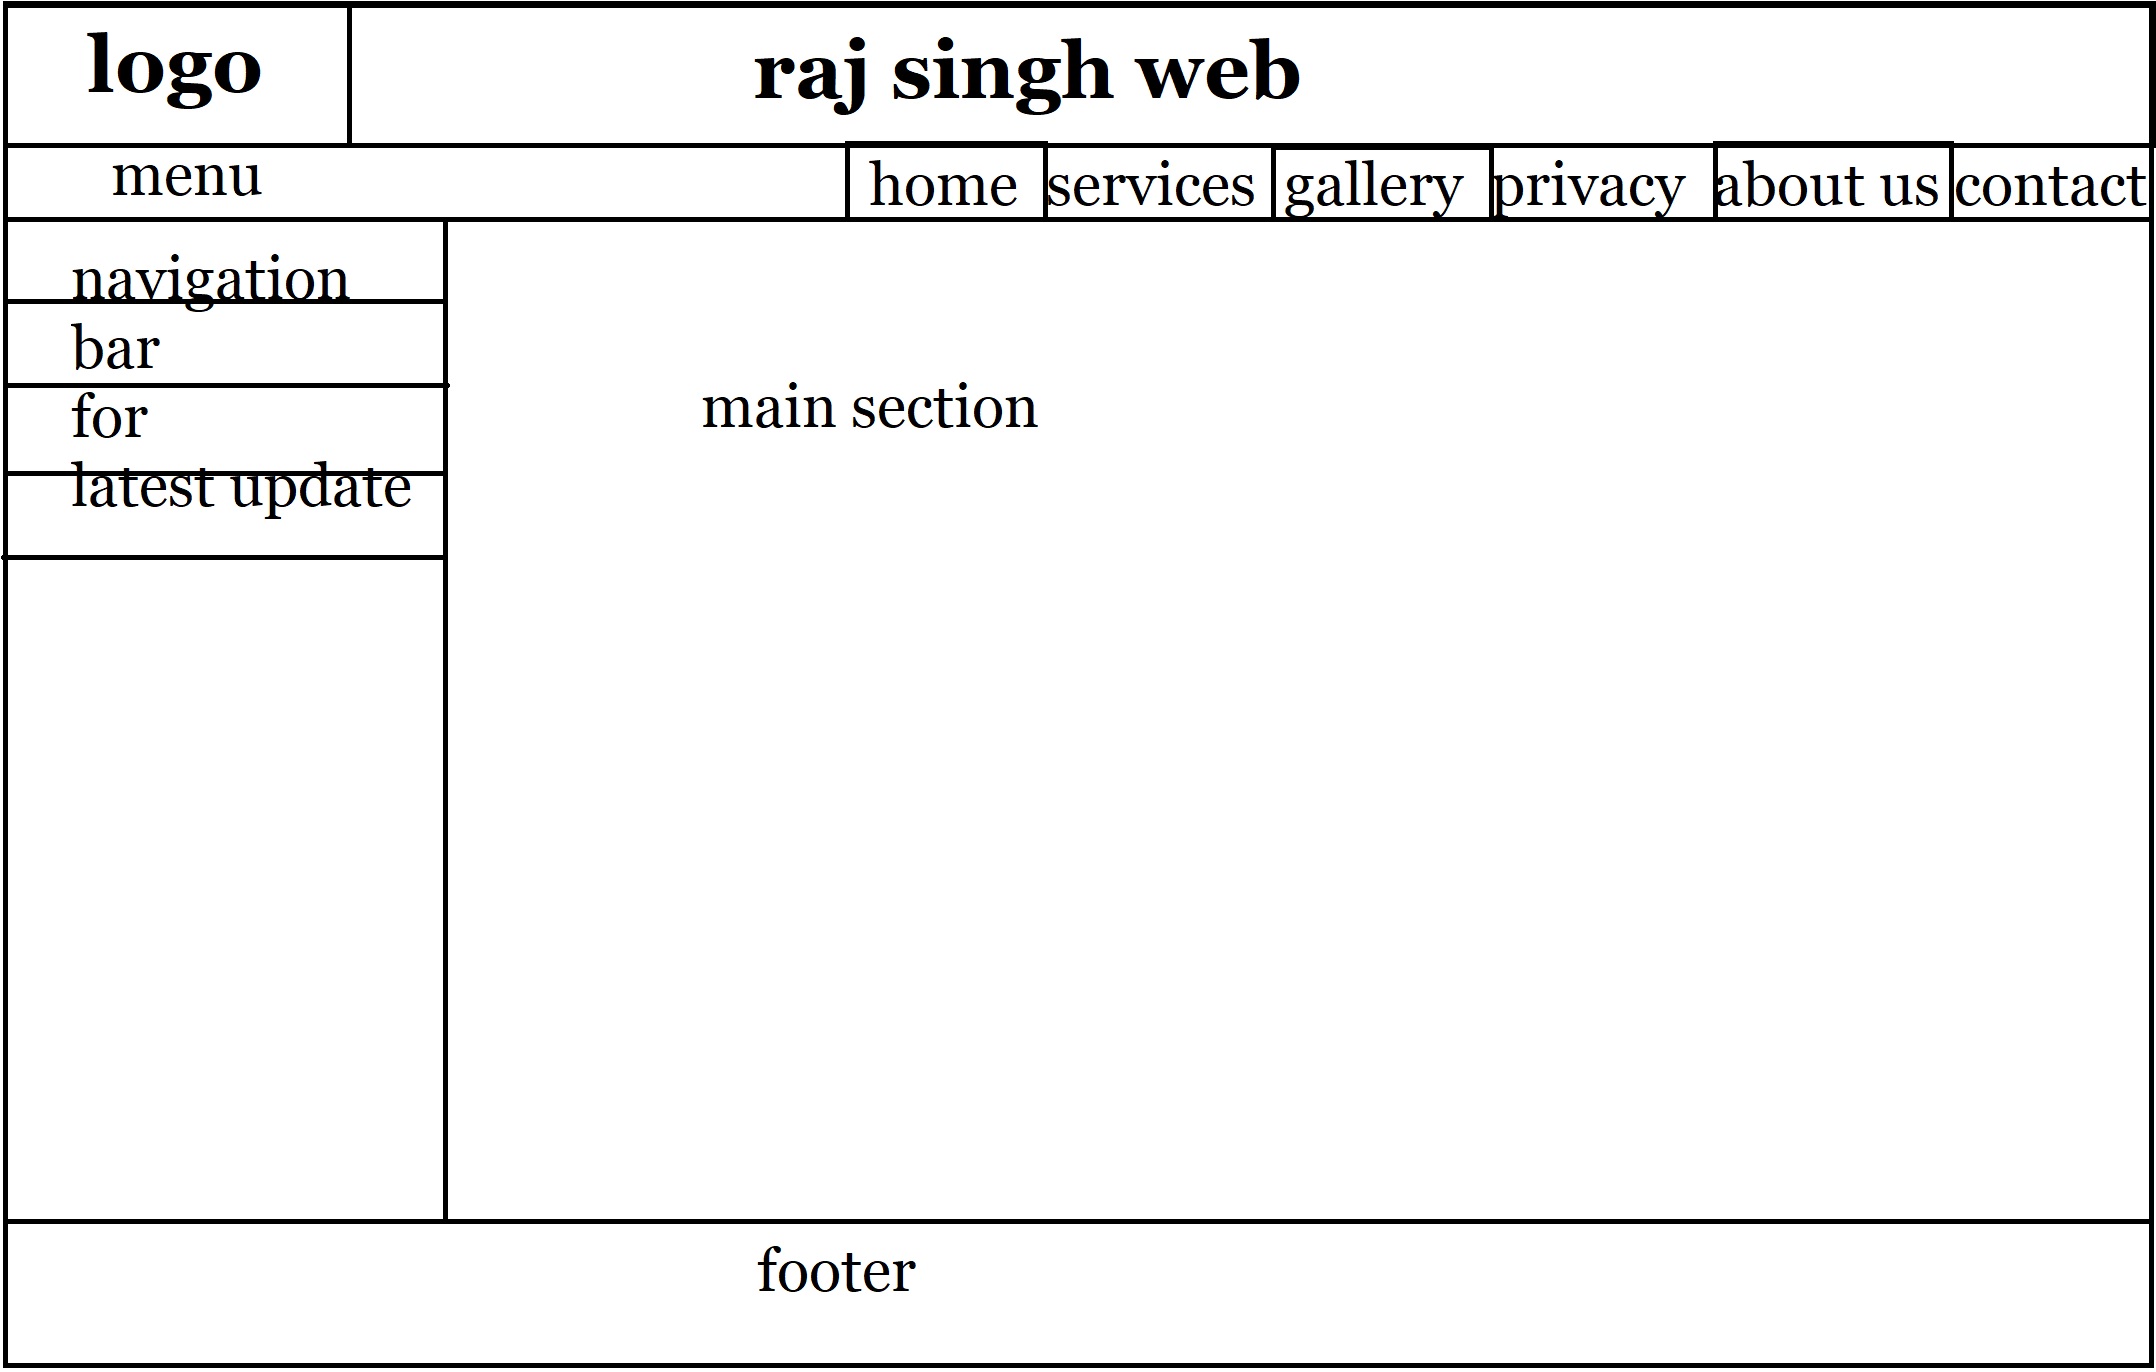 logo
raj singh web
menu
home services gallery privacy about us contact
navigation
bar
for
latest update
main section
footer